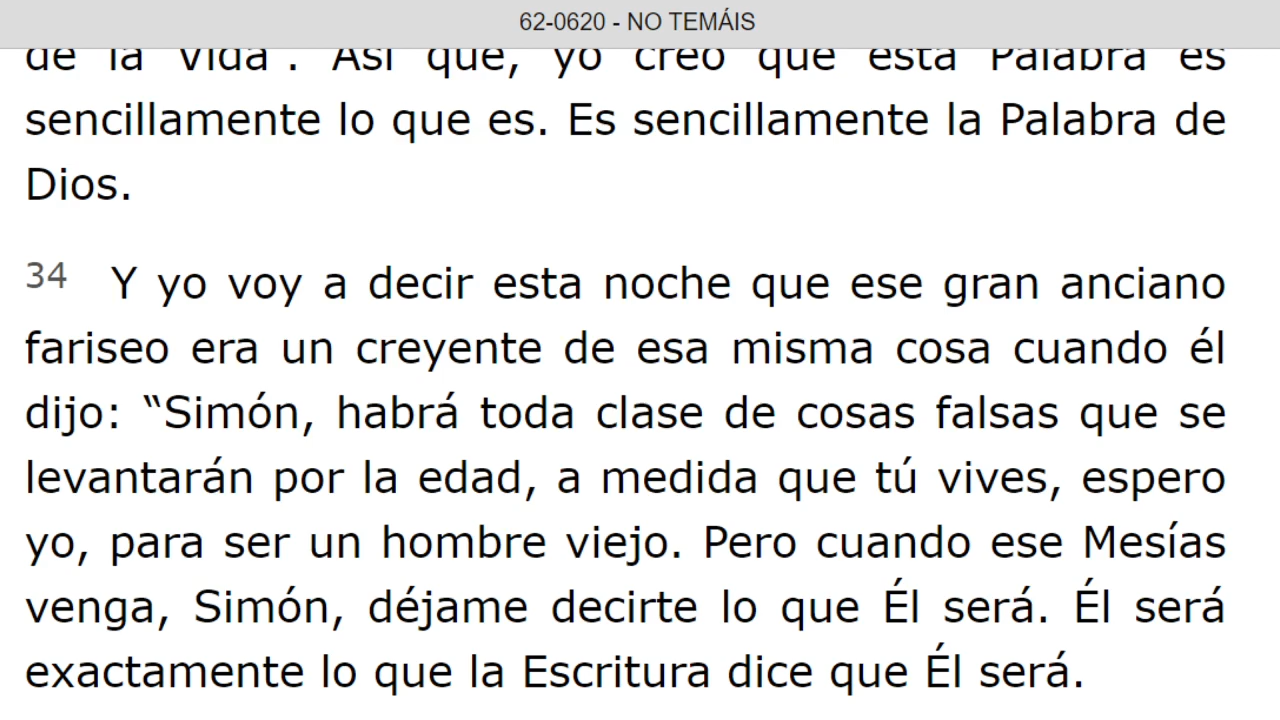 62-0620 - NO TEMÁIS
de la Vida”. Así que, yo creo que esta Palabra es
sencillamente lo que es. Es sencillamente la Palabra de
Dios.
34 Y yo voy a decir esta noche que ese gran anciano
fariseo era un creyente de esa misma cosa cuando él
dijo: “Simón, habrá toda clase de cosas falsas que se
levantarán por la edad, a medida que tú vives, espero
yo, para ser un hombre viejo. Pero cuando ese Mesías
venga, Simón, déjame decirte lo que Él será. Él será
exactamente lo que la Escritura dice que Él será.